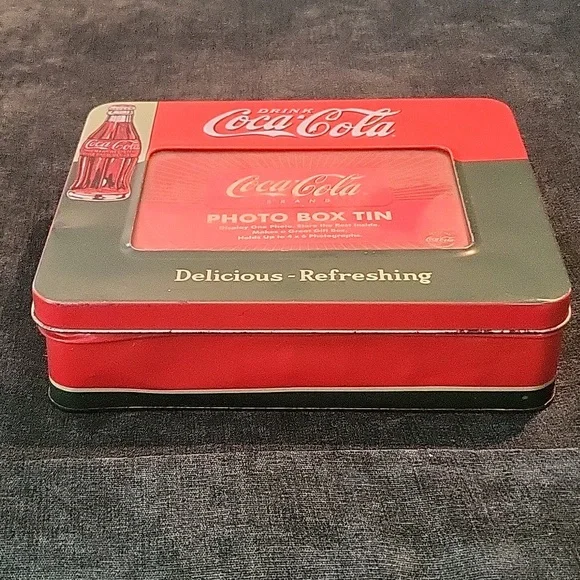 DRINK
Coca-Cola
Coca-Cola
Coca-Cola
BRAND
PHOTO BOX TIN
Display One Photo, Store the Rest Inside.
Makes a Great Gift Box.
Holds Up to 4 x 6 Photographs.
Delicious - Refreshing